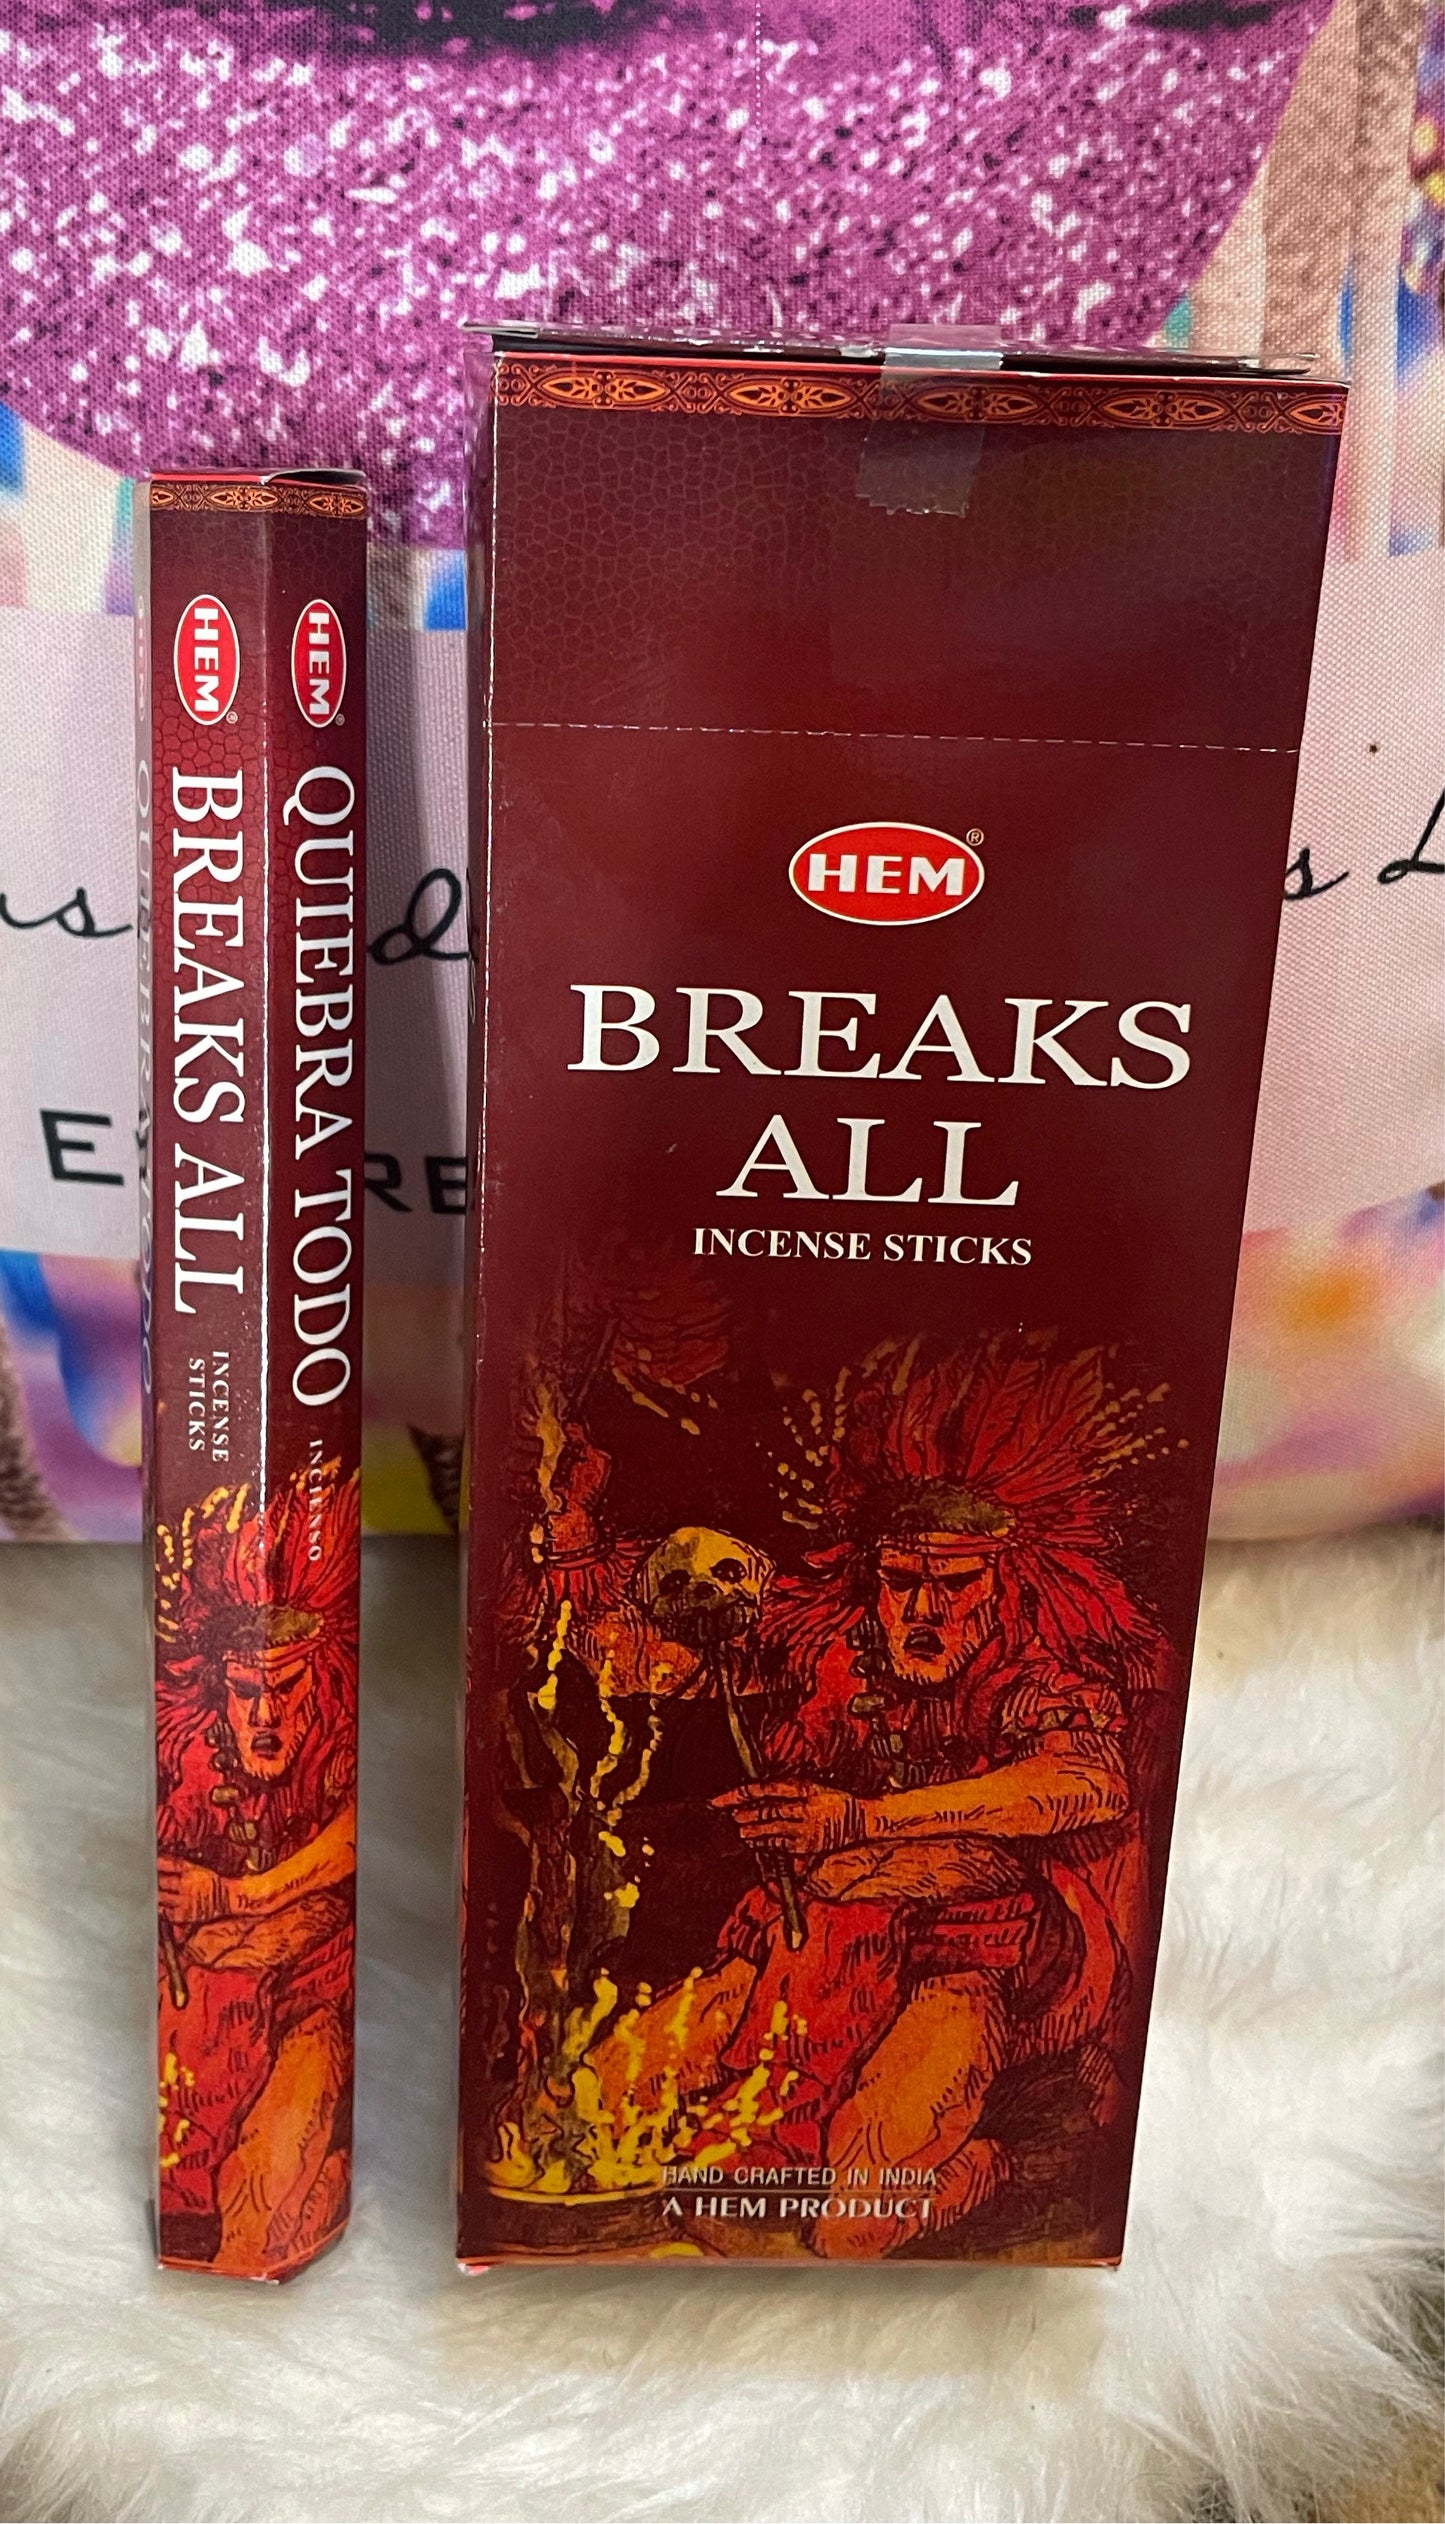 HEM®
BREAKS ALL
INCENSE
STICKS
HEM®
QUIEBRA TODO
INCIENSO
HEM®
BREAKS
ALL
INCENSE STICKS
HAND CRAFTED IN INDIA
A HEM PRODUCT